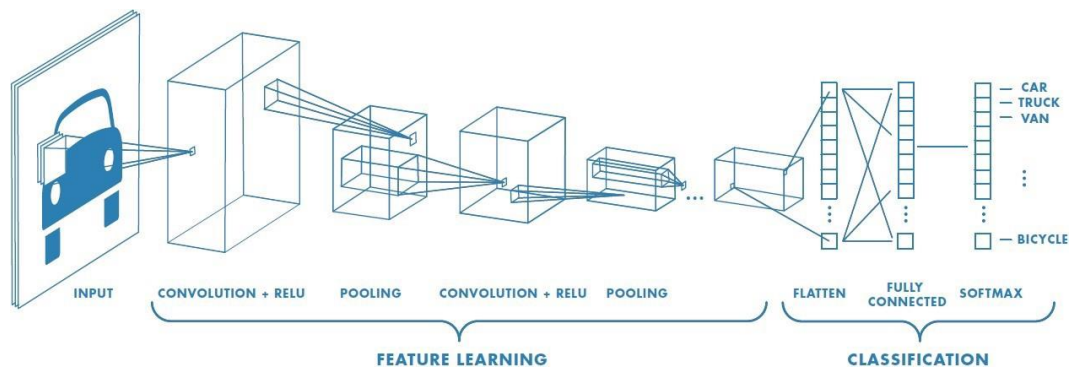 CAR
TRUCK
VAN
BICYCLE
INPUT
CONVOLUTION + RELU
POOLING
CONVOLUTION + RELU
POOLING
FLATTEN
FULLY
CONNECTED
SOFTMAX
FEATURE LEARNING
CLASSIFICATION